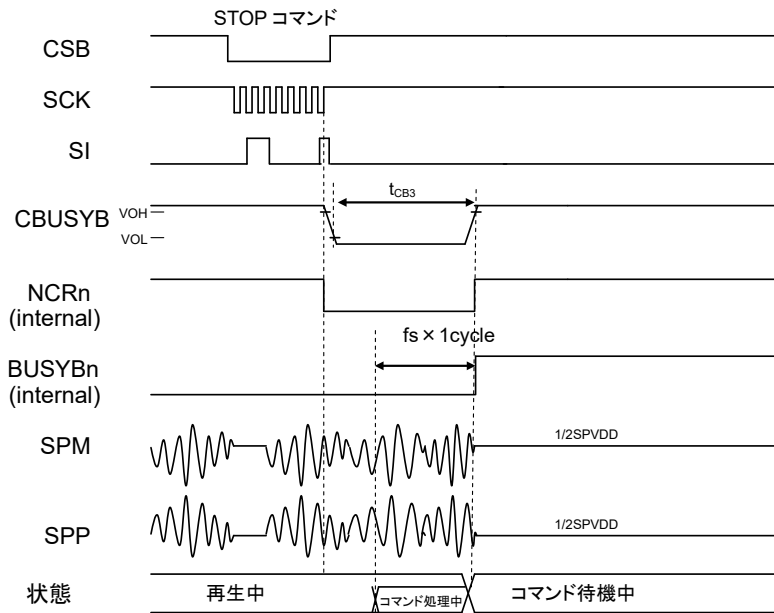 STOP コマンド
CSB
SCK
SI
tCB3
CBUSYB
VOH
VOL
NCRn
(internal)
fs × 1cycle
BUSYBn
(internal)
SPM
1/2SPVDD
SPP
1/2SPVDD
状態
再生中
コマンド処理中
コマンド待機中